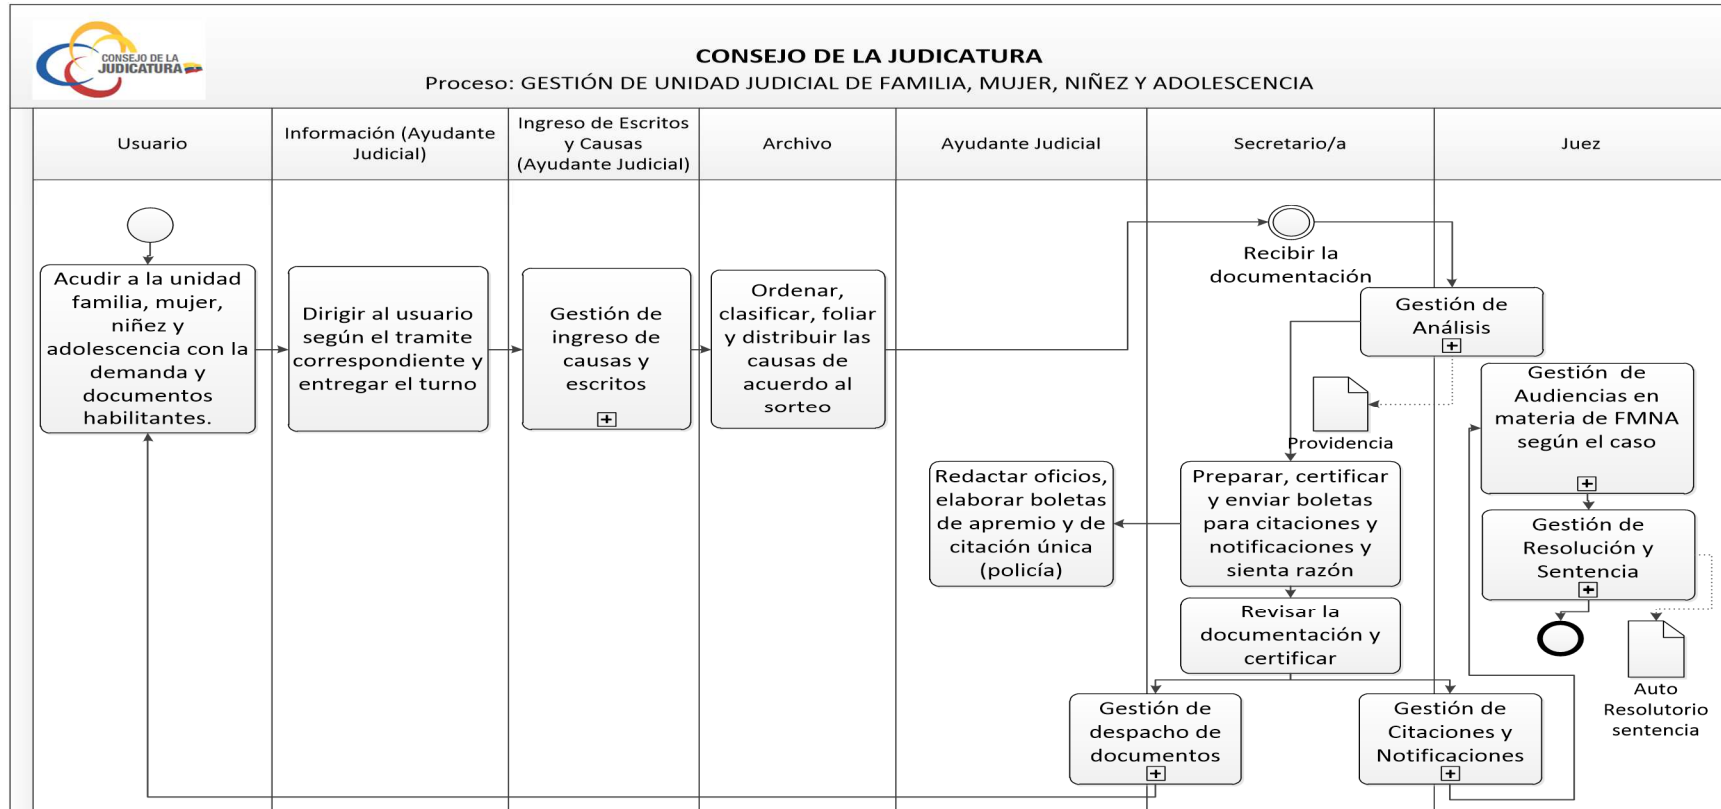 CONSEJO DE LA
JUDICATURA
CONSEJO DE LA JUDICATURA
Proceso: GESTIÓN DE UNIDAD JUDICIAL DE FAMILIA, MUJER, NIÑEZ Y ADOLESCENCIA
Usuario
Información (Ayudante
Judicial)
Ingreso de Escritos
y Causas
(Ayudante Judicial)
Archivo
Ayudante Judicial
Secretario/a
Juez
Acudir a la unidad
familia, mujer,
niñez y
adolescencia con la
demanda y
documentos
habilitantes.
Dirigir al usuario
según el tramite
correspondiente y
entregar el turno
Gestión de
ingreso de
causas y
escritos
Ordenar,
clasificar, foliar
y distribuir las
causas de
acuerdo al
sorteo
Recibir la
documentación
Gestión de
Análisis
Providencia
Gestión de
Audiencias en
materia de FMNA
según el caso
Redactar oficios,
elaborar boletas
de apremio y de
citación única
(policía)
Preparar, certificar
y enviar boletas
para citaciones y
notificaciones y
sienta razón
Gestión de
Resolución y
Sentencia
Revisar la
documentación y
certificar
Auto
Resolutorio
sentencia
Gestión de
despacho de
documentos
Gestión de
Citaciones y
Notificaciones